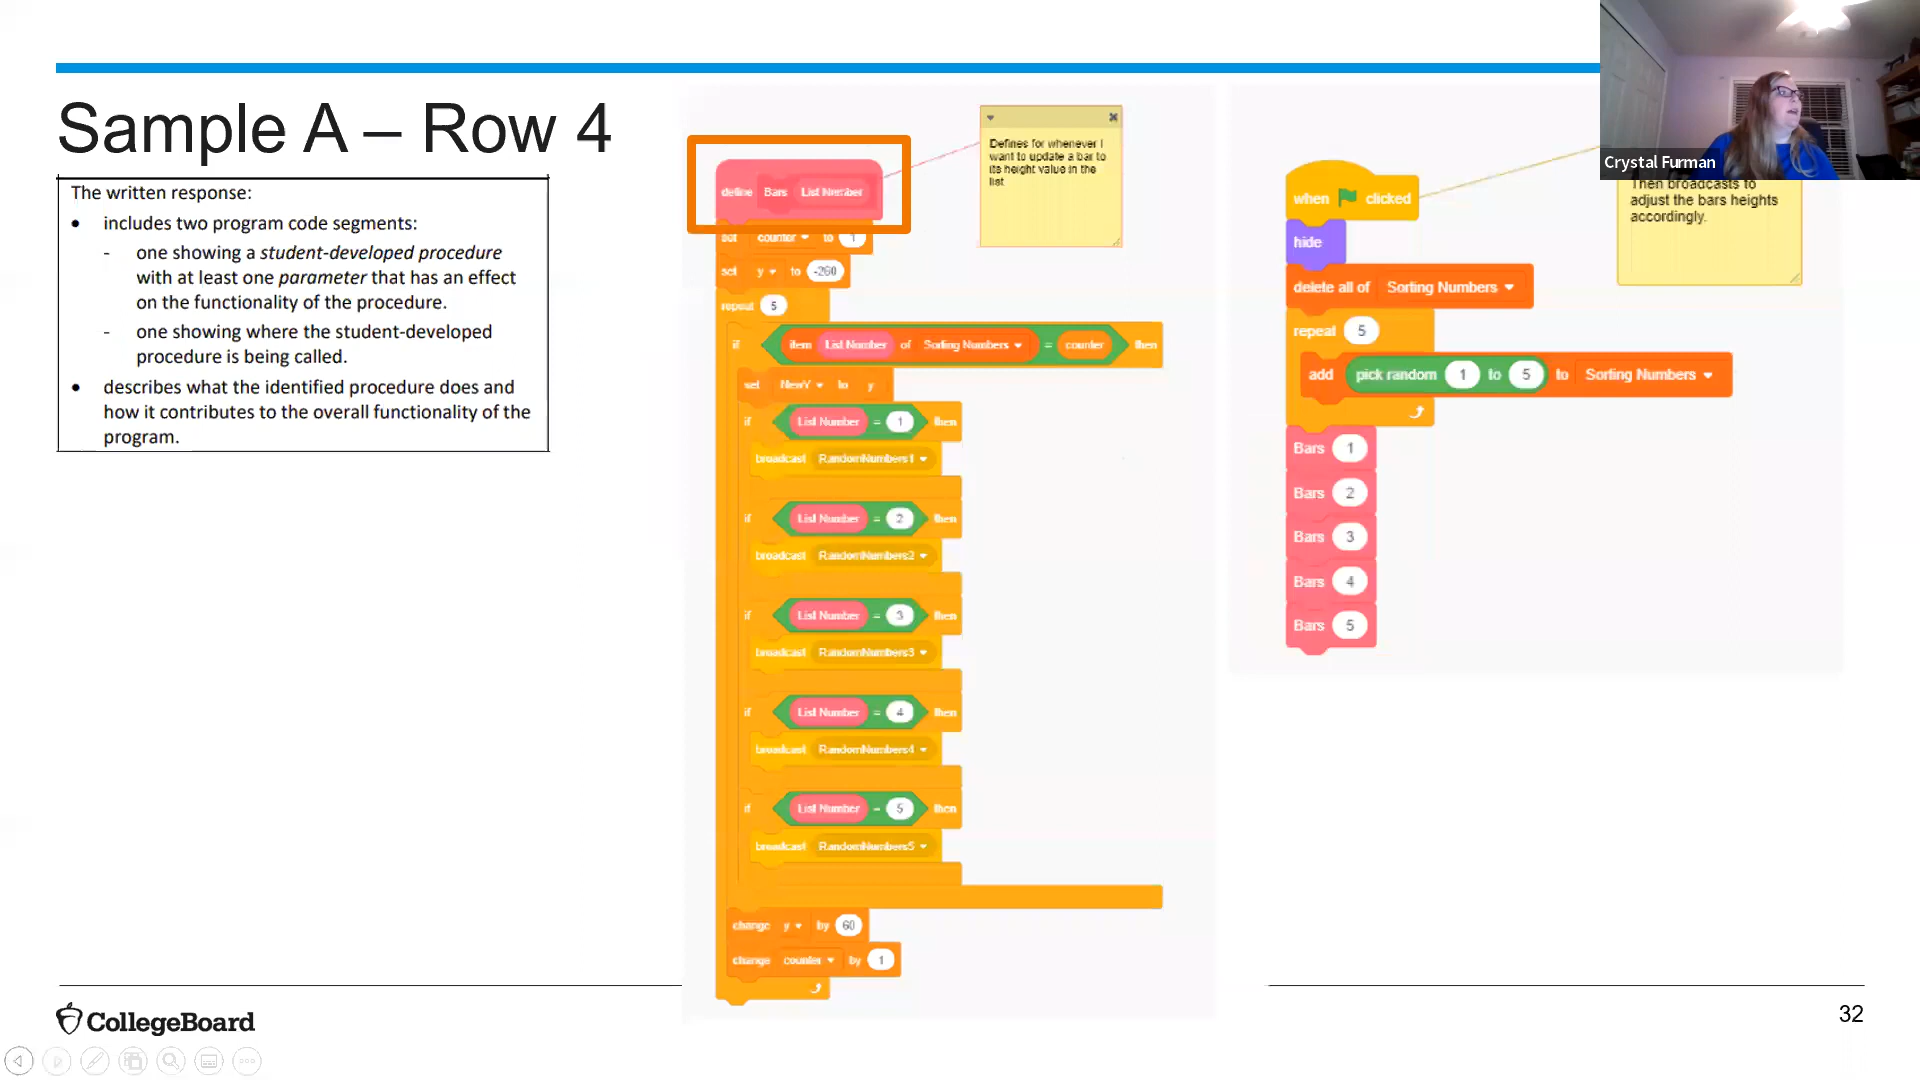 Sample A – Row 4
The written response:
• includes two program code segments:
- one showing a student-developed procedure
with at least one parameter that has an effect
on the functionality of the procedure.
- one showing where the student-developed
procedure is being called.
• describes what the identified procedure does and
how it contributes to the overall functionality of the
program.
define Bars List Number
set counter to 1
set y to -260
repeat 5
if item List Number of Sorting Numbers = counter then
set NewY to y
if List Number = 1 then
broadcast RandomNumbers1
if List Number = 2 then
broadcast RandomNumbers2
if List Number = 3 then
broadcast RandomNumbers3
if List Number = 4 then
broadcast RandomNumbers4
if List Number = 5 then
broadcast RandomNumbers5
change y by 60
change counter by 1
Defines for whenever I
want to update a bar to
its height value in the
list
when clicked
hide
delete all of Sorting Numbers
repeat 5
add pick random 1 to 5 to Sorting Numbers
Bars 1
Bars 2
Bars 3
Bars 4
Bars 5
Then broadcasts to
adjust the bars heights
accordingly.
Crystal Furman
CollegeBoard
32